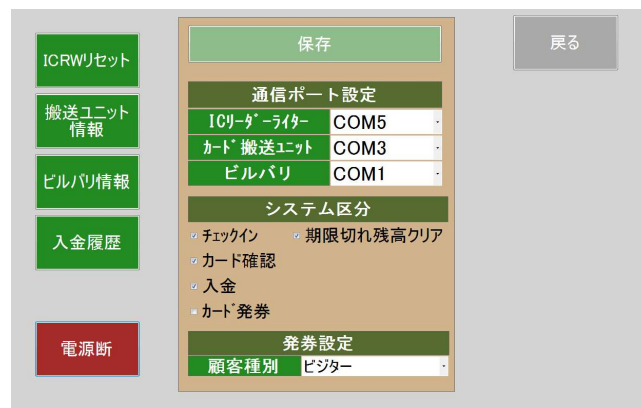 ICRWリセット
搬送ユニット
情報
ビルバリ情報
入金履歴
電源断
保存
通信ポート設定
ICリーダーライター COM5
カード搬送ユニット COM3
ビルバリ COM1
システム区分
チェックイン 期限切れ残高クリア
カード確認
入金
カード発券
発券設定
顧客種別 ビジター
戻る